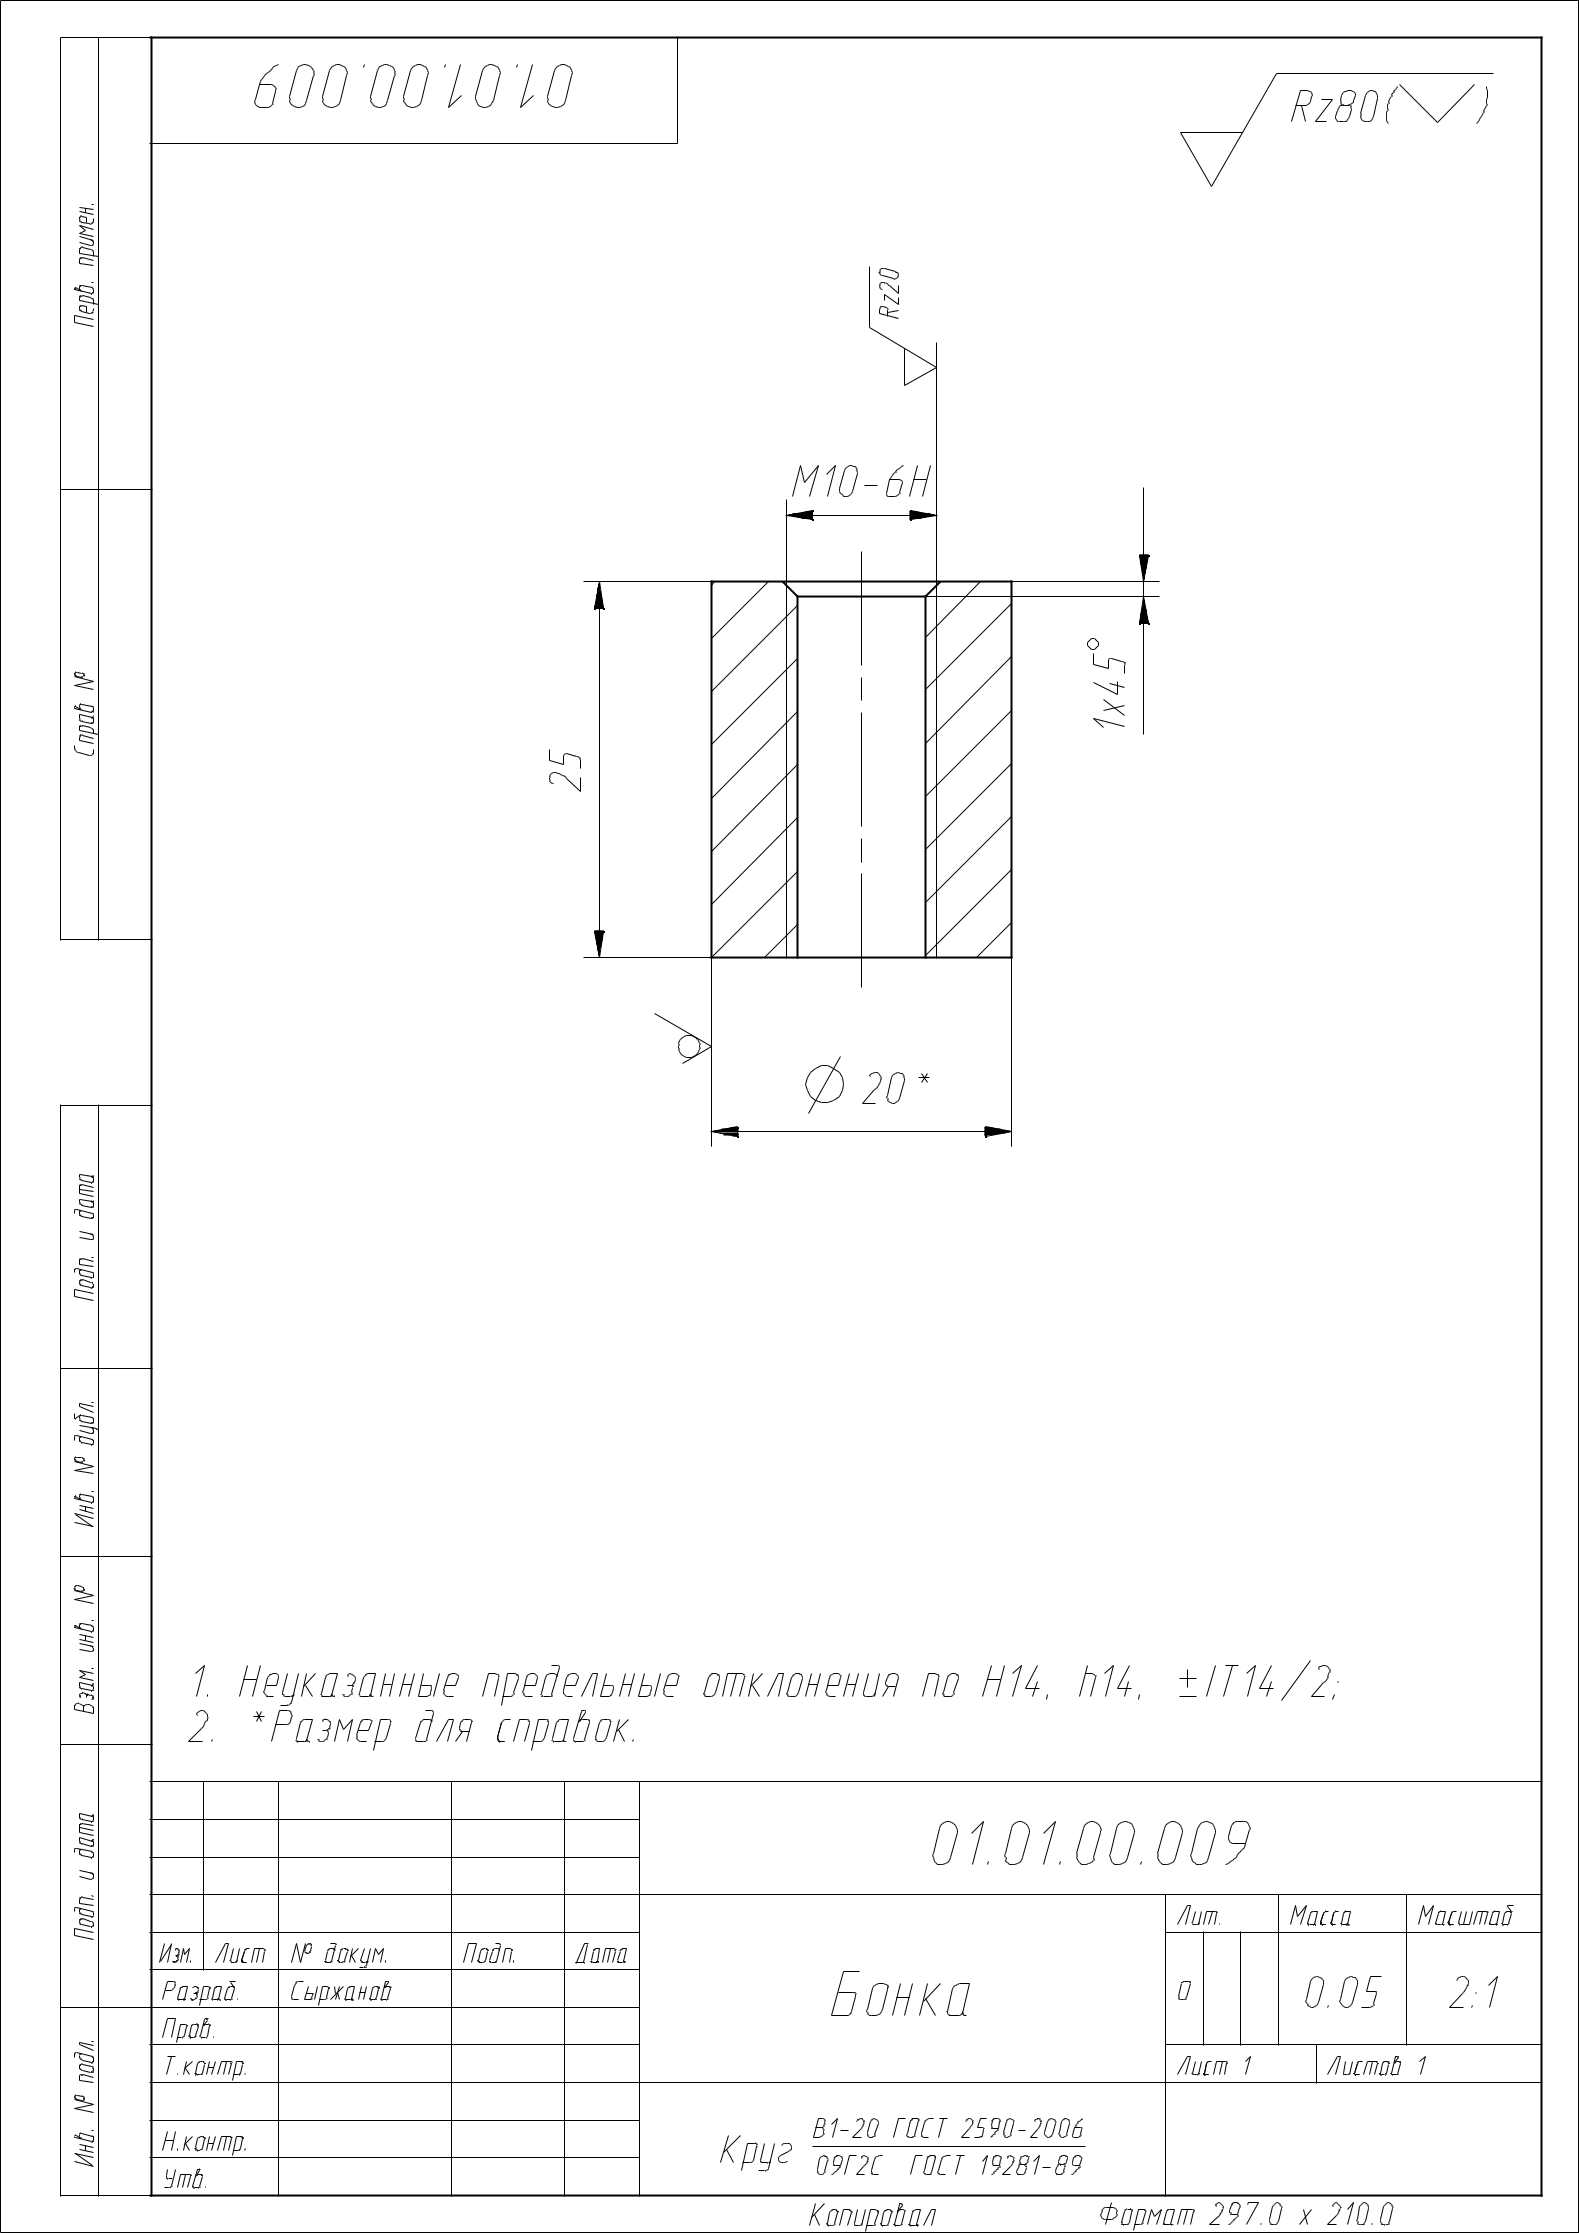 01.01.00.009
Rz80( )
Перв. примен.
Rz20
М10-6Н
Справ №
25
1х45°
Ø 20*
Подп. и дата
Инв. № дубл.
Взам. инв. №
Подп. и дата
Инв. № подл.
1. Неуказанные предельные отклонения по Н14, h14, ±IT14/2;
2. *Размер для справок.
01.01.00.009
Лит. Масса Масштаб
Изм. Лист № докум. Подп. Дата
Разраб. Сыржанов
Бонка
а 0.05 2:1
Пров.
Т.контр.
Лист 1 Листов 1
Н.контр.
Утв.
Круг В1-20 ГОСТ 2590-2006
09Г2С ГОСТ 19281-89
Копировал Формат 297.0 х 210.0